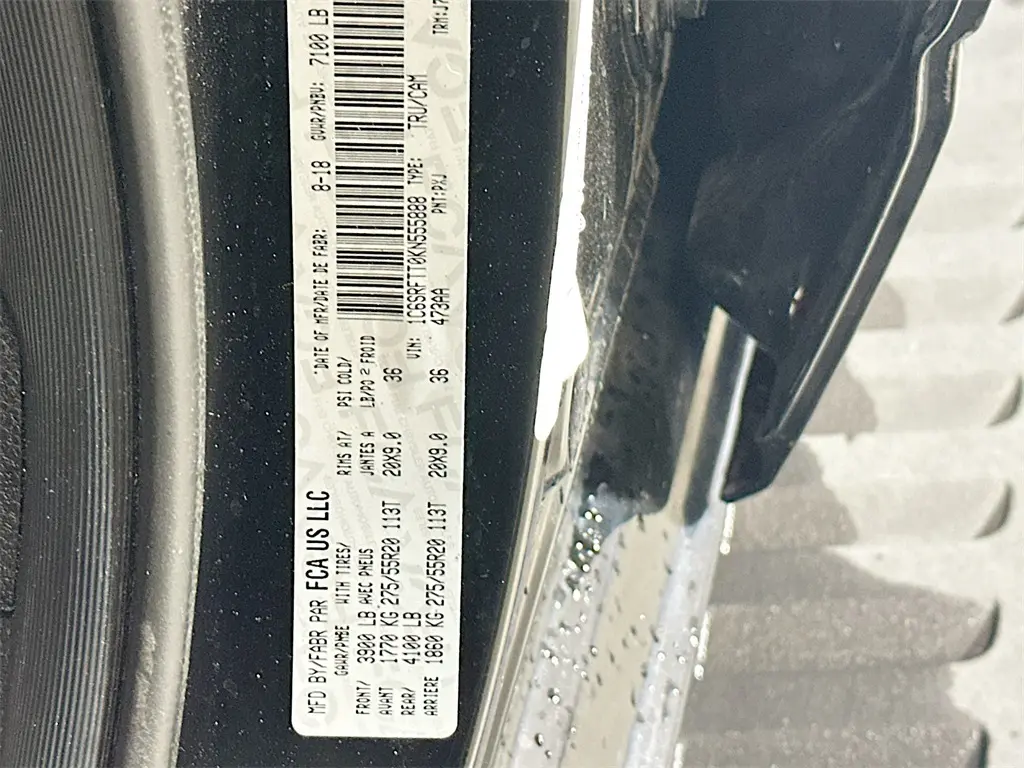 MFD BY/FABR PAR FCA US LLC DATE OF MFR/DATE DE FABR: 8-18 GVWR/PNBV: 7100 LB
GAWR/PNBE WITH TIRES/ RIMS AT/ PSI COLD/
FRONT/ 3900 LB AVEC PNEUS JANTES A LB/PO 2 FROID
AVANT 1770 KG 275/55R20 113T 20X9.0 36
REAR/ 4100 LB VIN: 1C6SRFTT0KN555888 TYPE: TRU/CAM
ARRIERE 1860 KG 275/55R20 113T 20X9.0 36 473AA PNT:PXJ TRM: